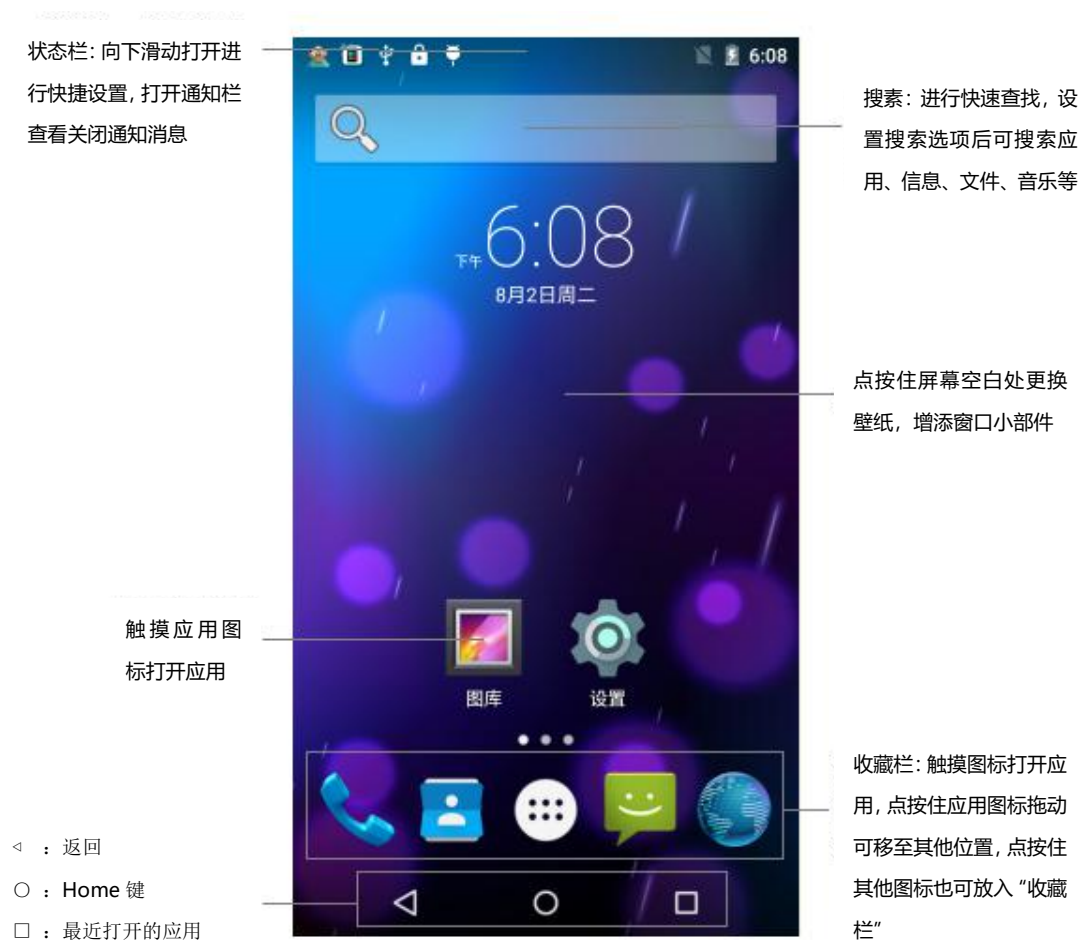 状态栏：向下滑动打开进
行快捷设置，打开通知栏
查看关闭通知消息
6:08
搜素：进行快速查找，设
置搜索选项后可搜索应
用、信息、文件、音乐等
下午6:08
8月2日周二
点按住屏幕空白处更换
壁纸，增添窗口小部件
触摸应用图
标打开应用
图库
设置
收藏栏：触摸图标打开应
用，点按住应用图标拖动
可移至其他位置，点按住
其他图标也可放入“收藏
栏”
◁ ：返回
○ ：Home 键
□ ：最近打开的应用